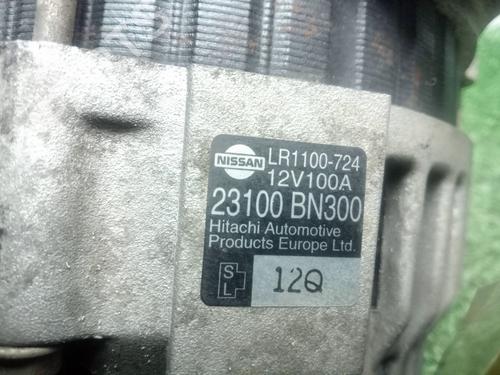 NISSAN LR1100-724
12V100A
23100 BN300
Hitachi Automotive
Products Europe Ltd.
S
L
12Q